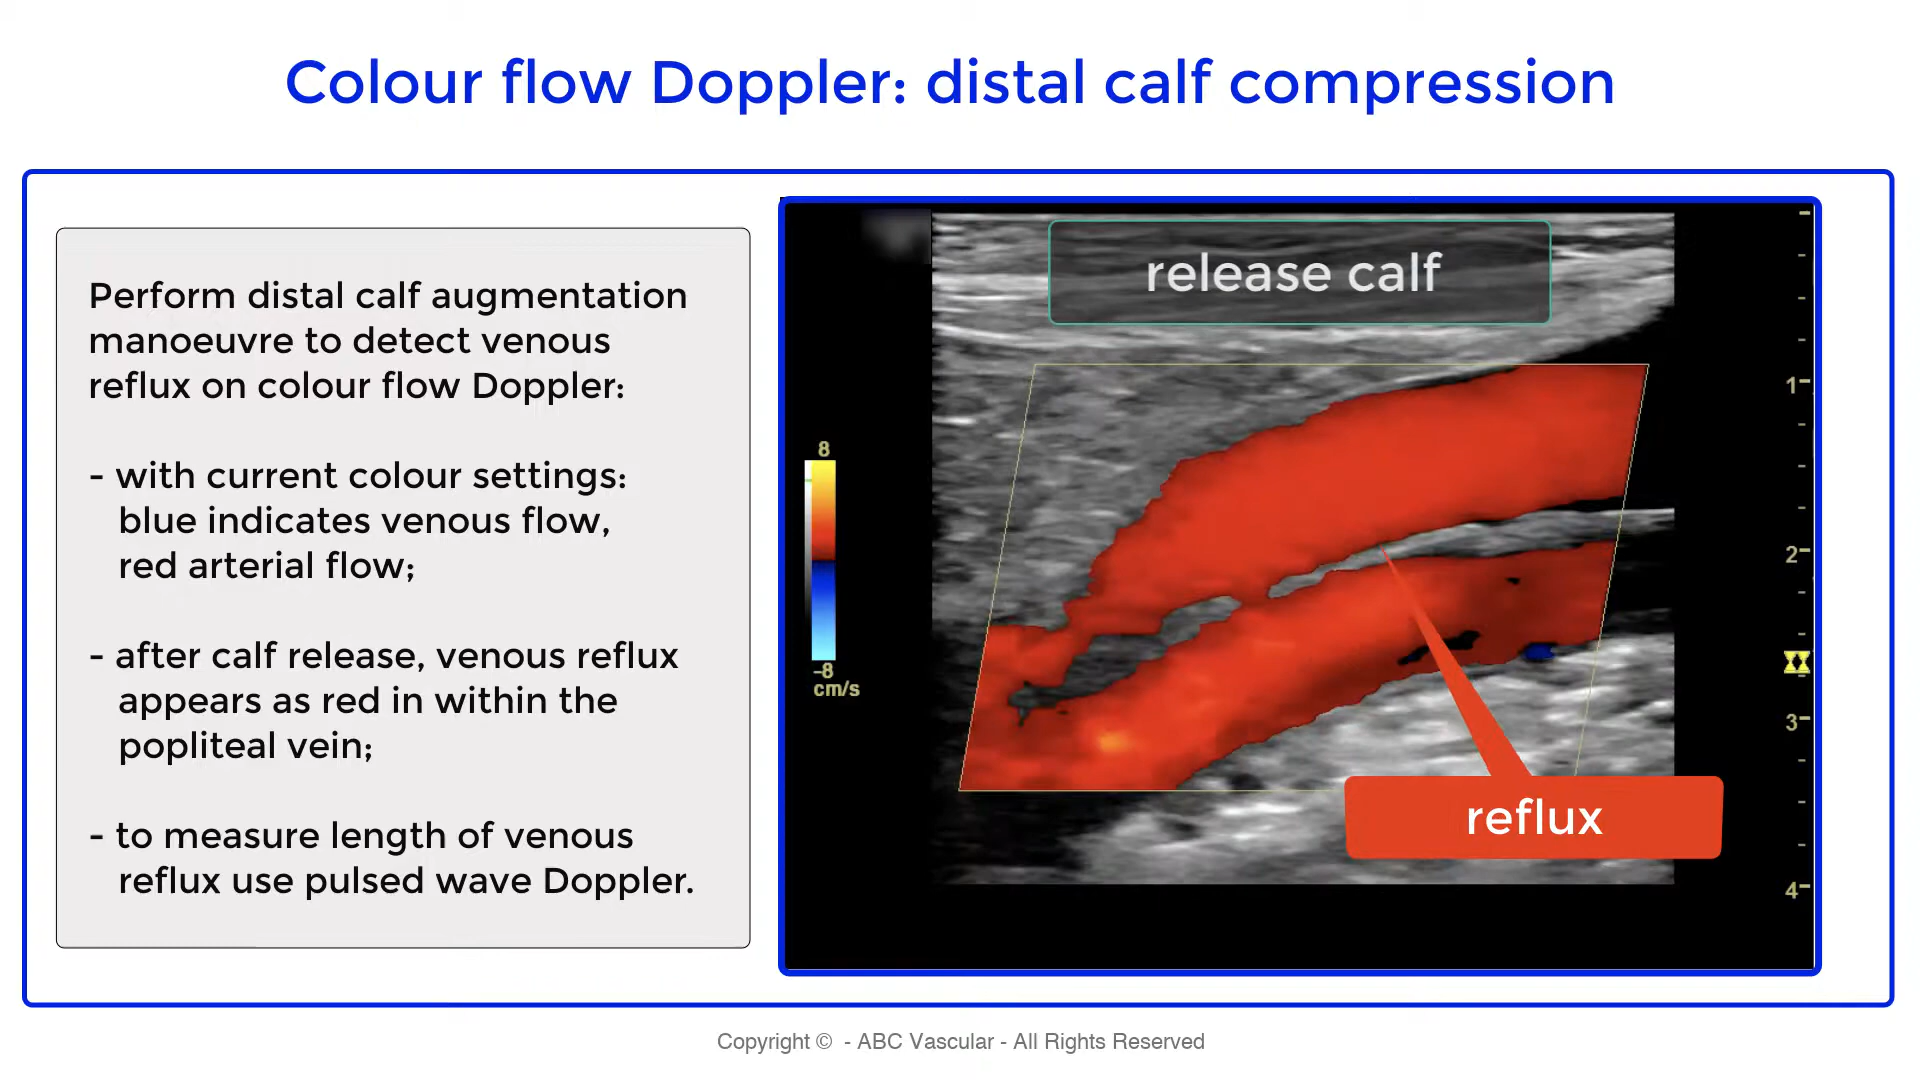 Colour flow Doppler: distal calf compression
Perform distal calf augmentation
manoeuvre to detect venous
reflux on colour flow Doppler:
- with current colour settings:
blue indicates venous flow,
red arterial flow;
- after calf release, venous reflux
appears as red in within the
popliteal vein;
- to measure length of venous
reflux use pulsed wave Doppler.
release calf
8
-8
cm/s
1
2
3
4
reflux
Copyright © - ABC Vascular - All Rights Reserved